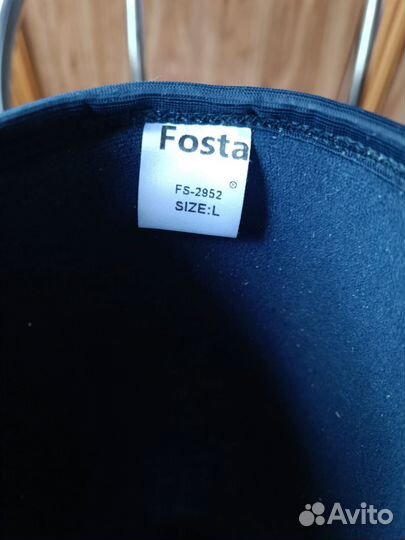 Fosta
®
FS-2952
SIZE:L
Avito